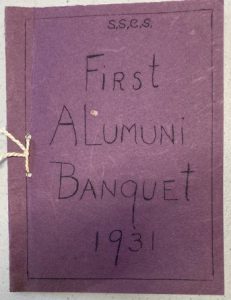 S.S.C.S.
FIRST
ALUMUNI
BANQUET
1931